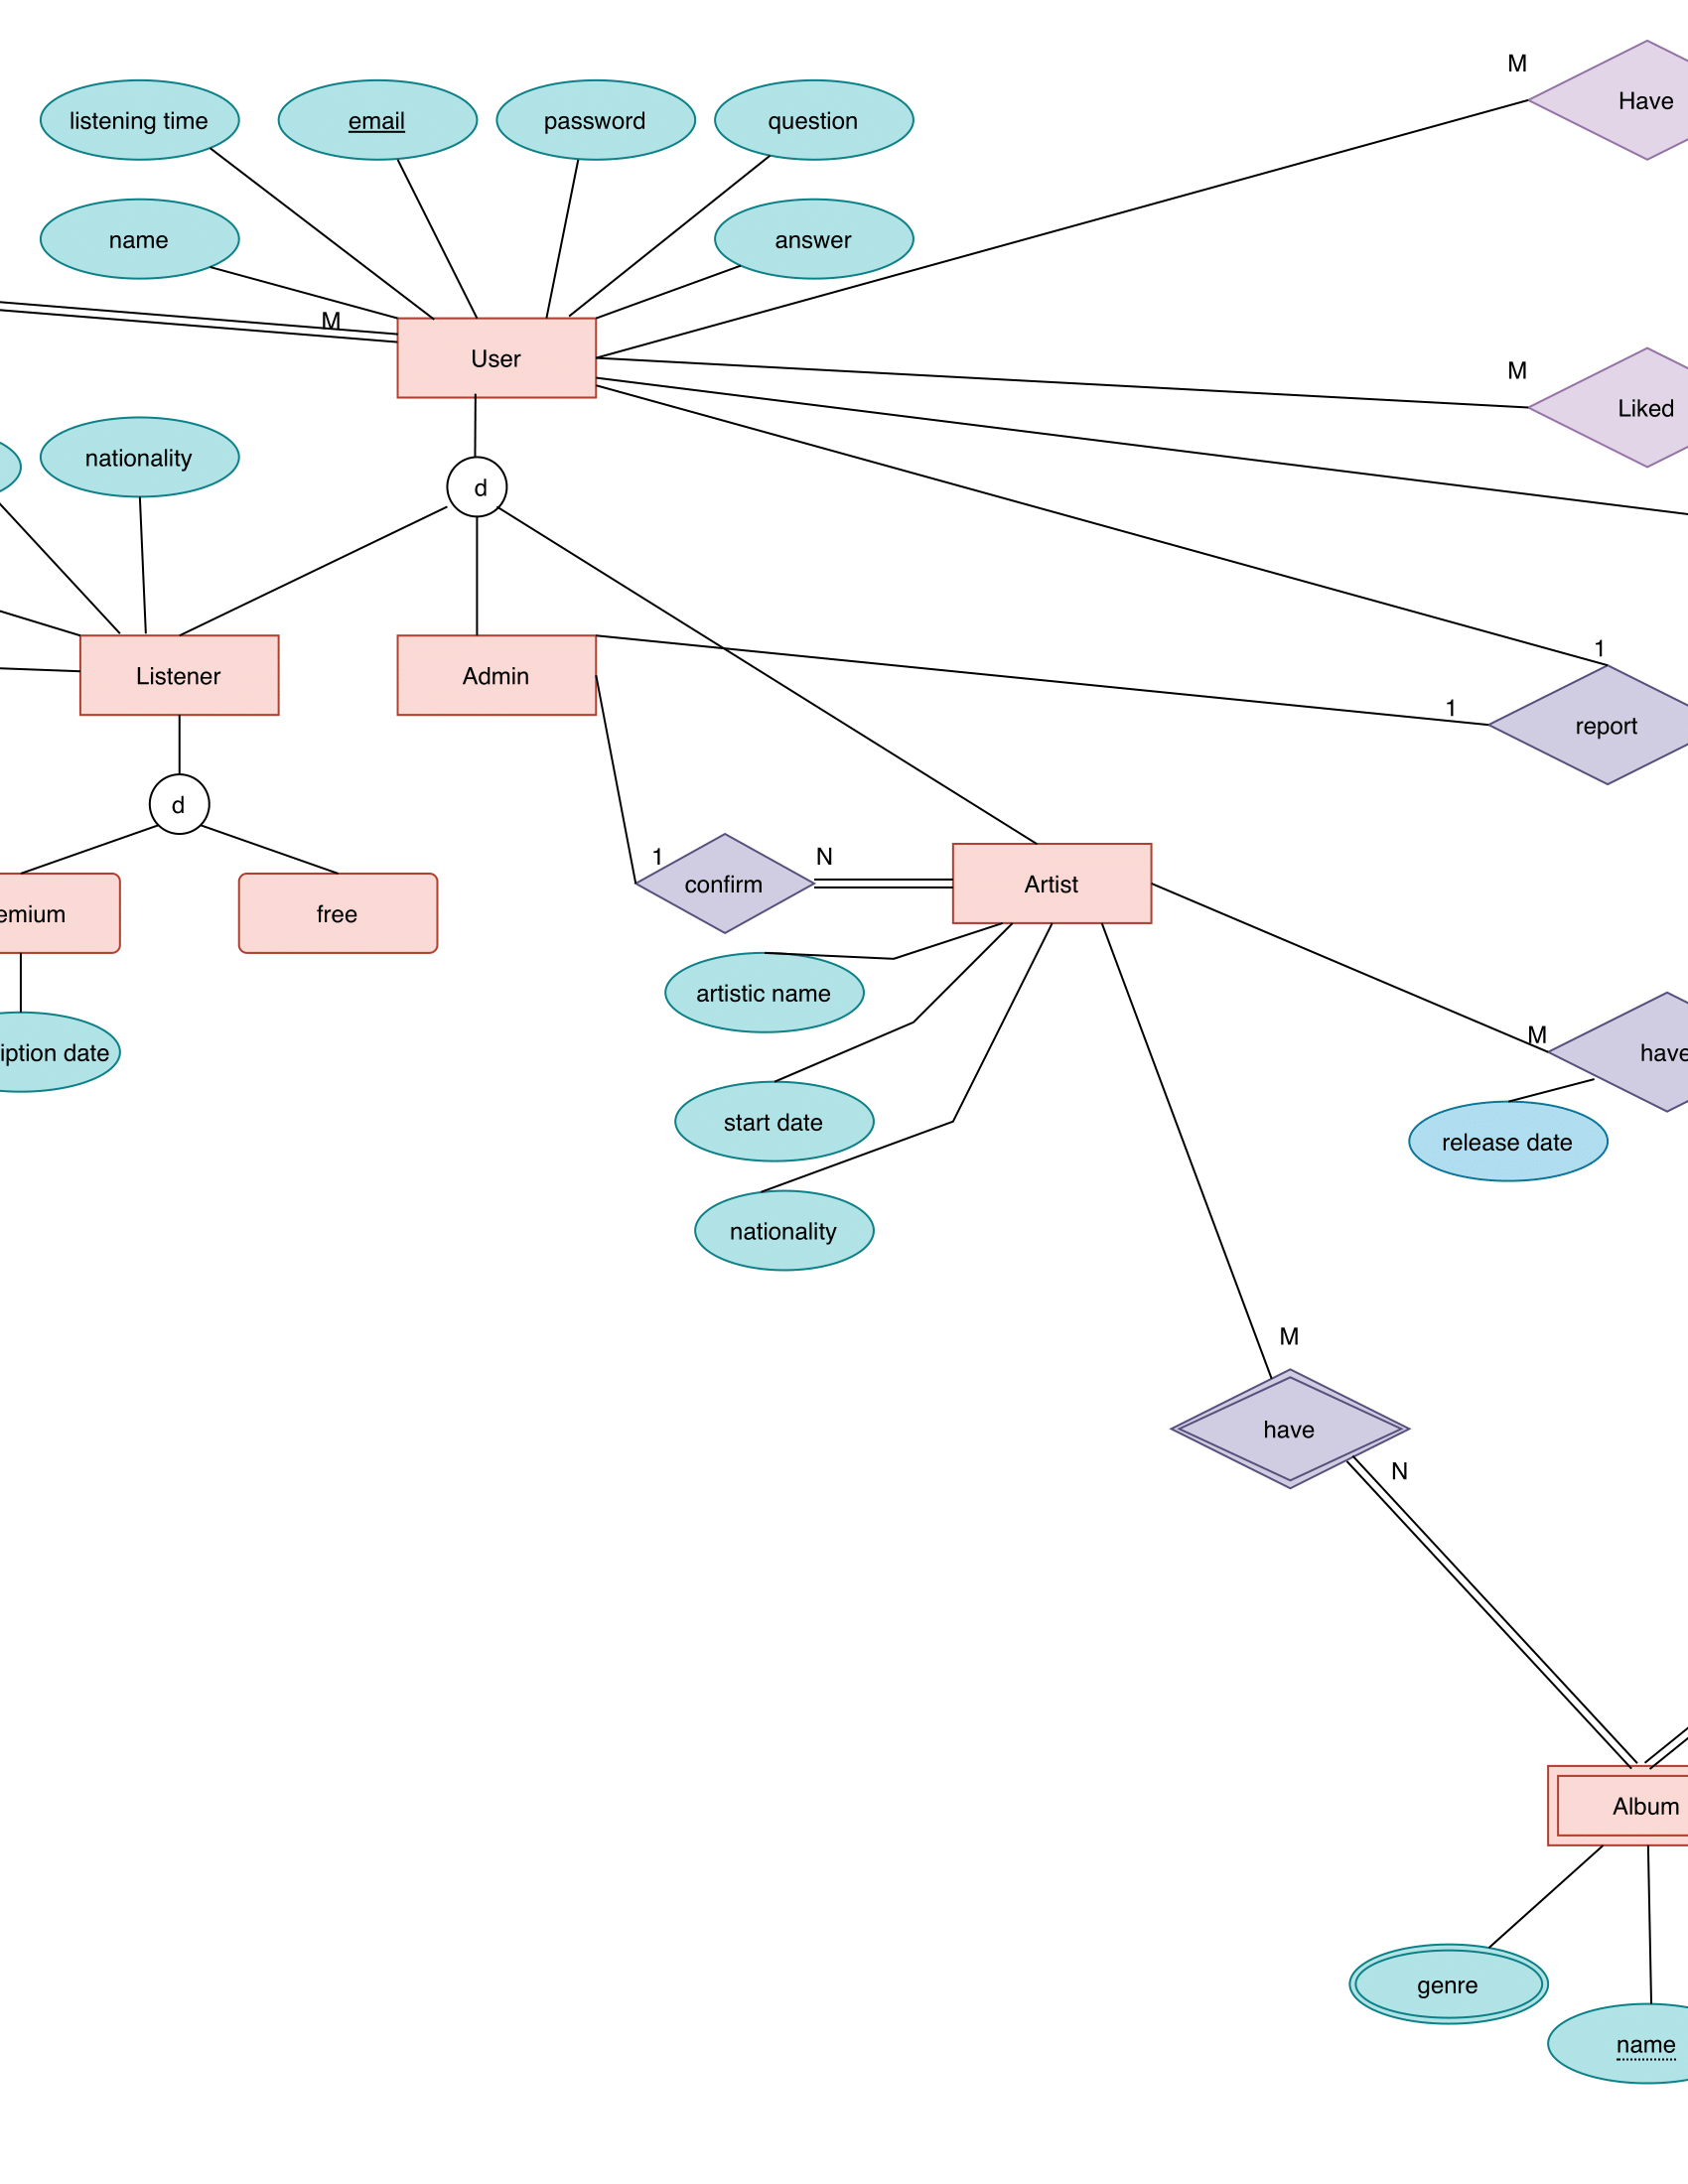 M
Have
listening time
email
password
question
name
answer
M
User
M
Liked
nationality
d
1
Listener
Admin
1
report
d
1
confirm
N
Artist
emium
free
artistic name
M
have
iption date
start date
release date
nationality
M
have
N
Album
genre
name